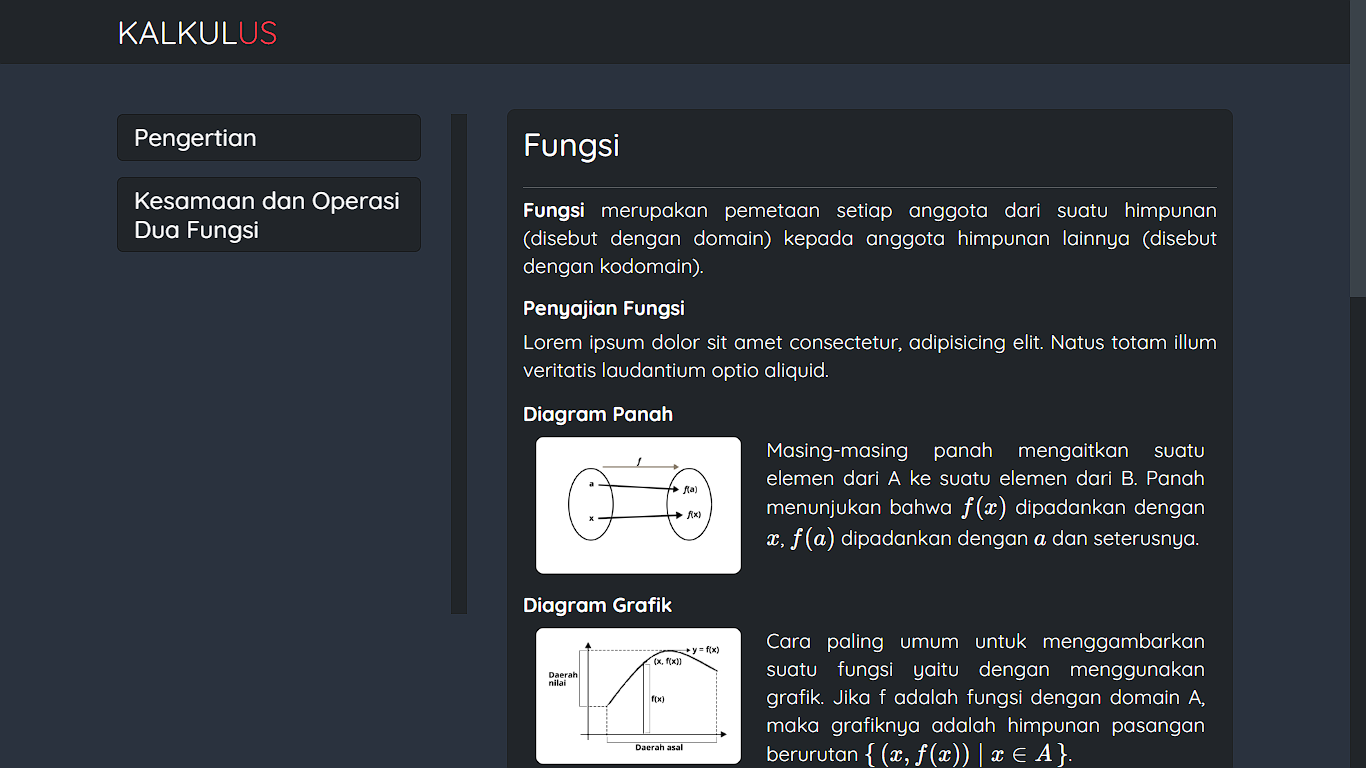 KALKULUS
Pengertian
Kesamaan dan Operasi
Dua Fungsi
Fungsi
Fungsi merupakan pemetaan setiap anggota dari suatu himpunan
(disebut dengan domain) kepada anggota himpunan lainnya (disebut
dengan kodomain).
Penyajian Fungsi
Lorem ipsum dolor sit amet consectetur, adipisicing elit. Natus totam illum
veritatis laudantium optio aliquid.
Diagram Panah
f
a
f(a)
x
f(x)
Masing-masing panah mengaitkan suatu
elemen dari A ke suatu elemen dari B. Panah
menunjukan bahwa f(x) dipadankan dengan
x, f(a) dipadankan dengan a dan seterusnya.
Diagram Grafik
y = f(x)
(x, f(x))
Daerah
nilai
f(x)
Daerah asal
Cara paling umum untuk menggambarkan
suatu fungsi yaitu dengan menggunakan
grafik. Jika f adalah fungsi dengan domain A,
maka grafiknya adalah himpunan pasangan
berurutan { (x, f(x)) | x ∈ A }.